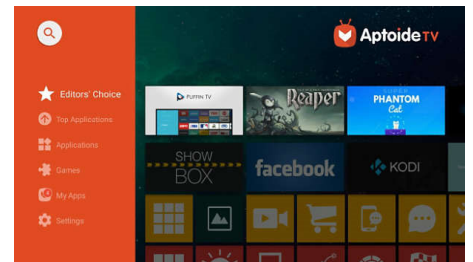 AptoideTV
Editors' Choice
Top Applications
Applications
Games
My Apps
Settings
PUFFIN TV
Reaper
SUPER
PHANTOM
Cat
SHOW
BOX
facebook
KODI